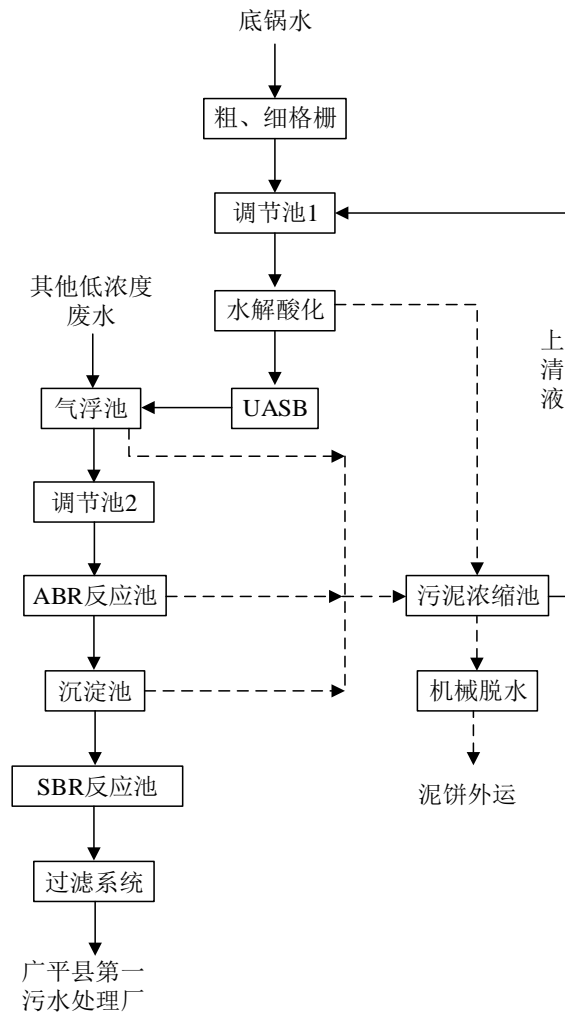 底锅水
粗、细格栅
调节池1
其他低浓度
废水
水解酸化
上
清
液
气浮池
UASB
调节池2
ABR反应池
污泥浓缩池
沉淀池
机械脱水
SBR反应池
泥饼外运
过滤系统
广平县第一
污水处理厂